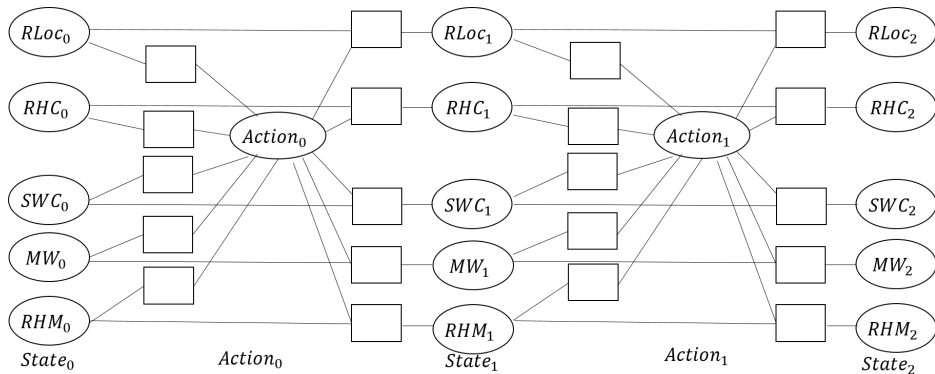 RLoc₀ RLoc₁ RLoc₂
RHC₀ RHC₁ RHC₂
Action₀ Action₁
SWC₀ SWC₁ SWC₂
MW₀ MW₁ MW₂
RHM₀ RHM₁ RHM₂
State₀ Action₀ State₁ Action₁ State₂